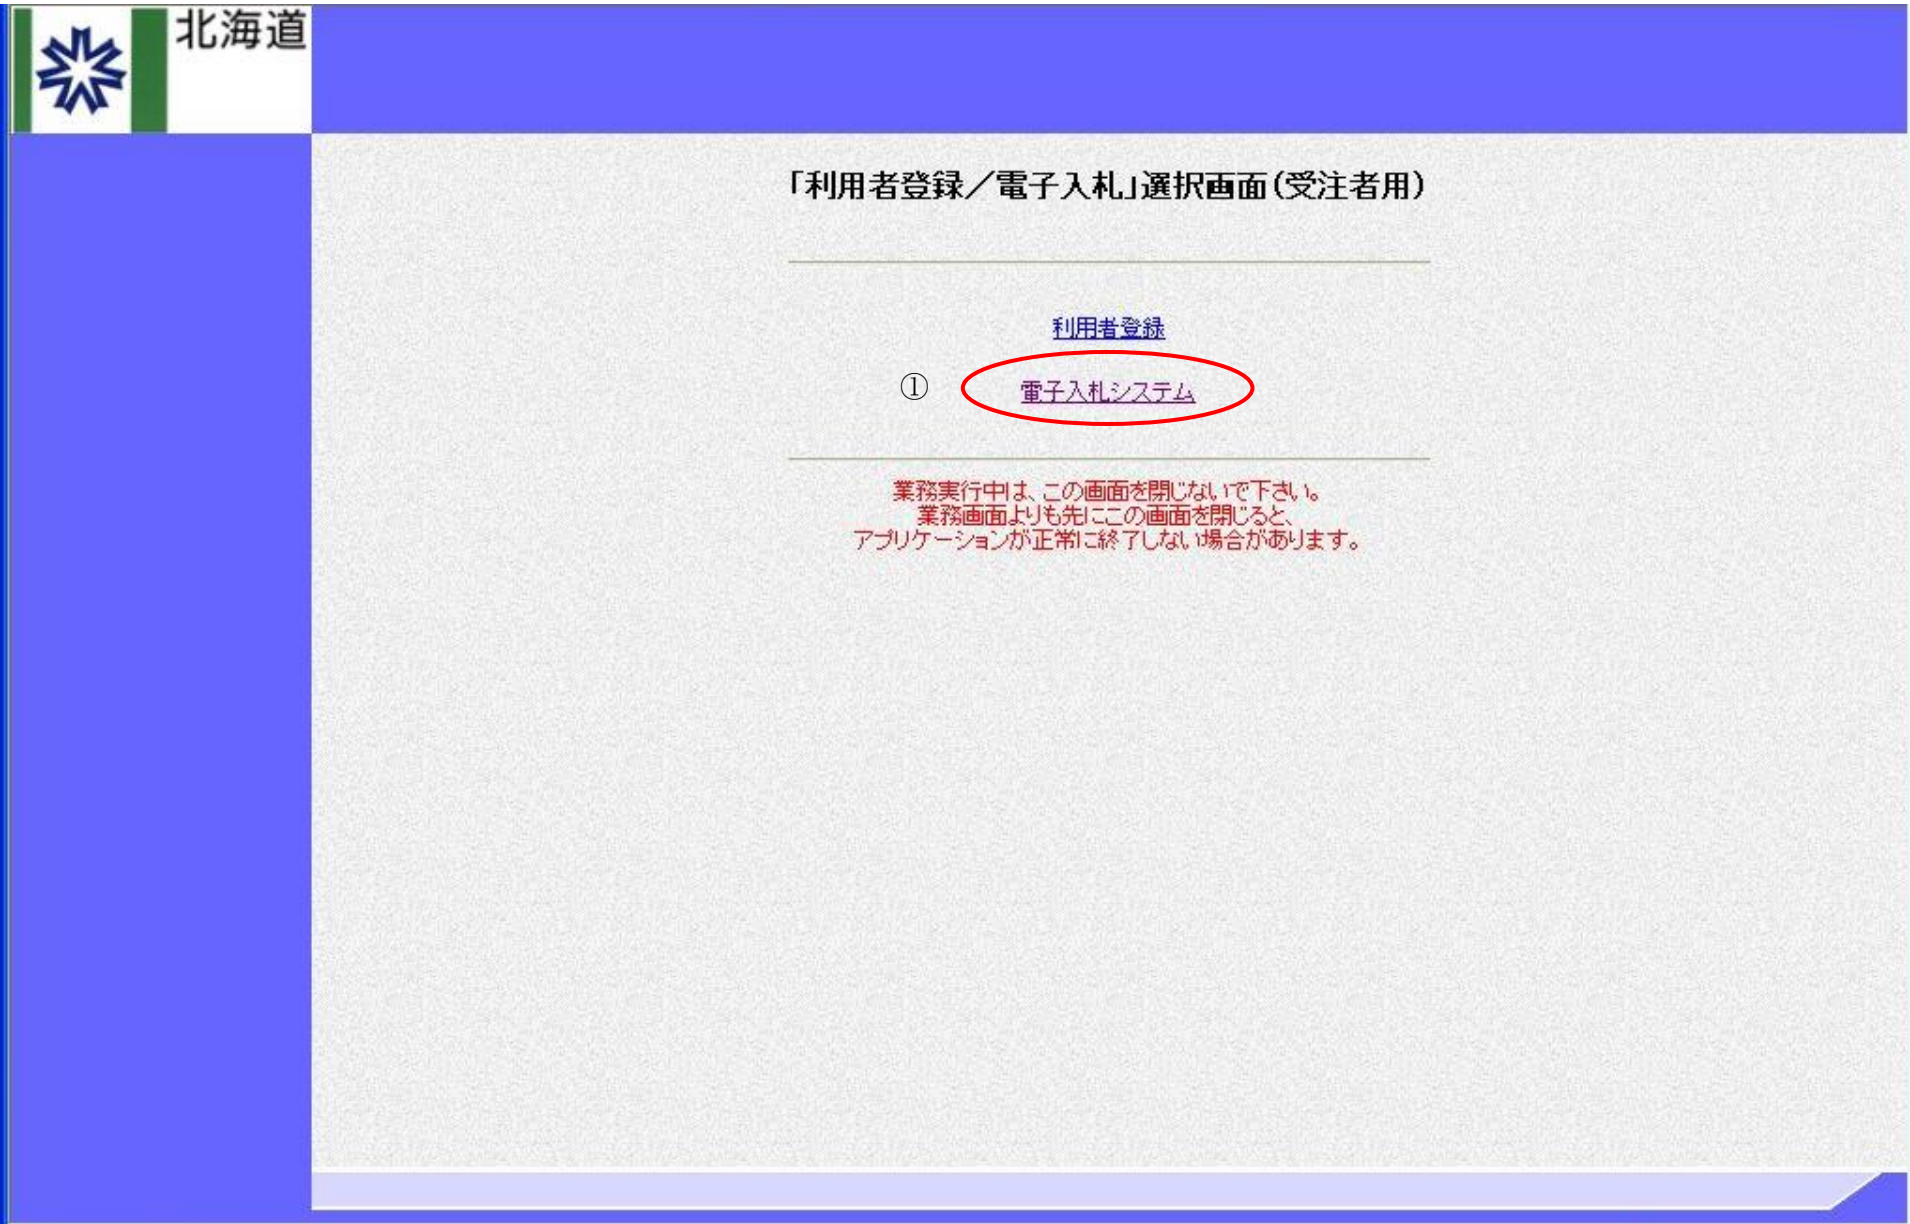 北海道
「利用者登録／電子入札」選択画面(受注者用)
利用者登録
① 電子入札システム
業務実行中は、この画面を閉じないで下さい。
業務画面よりも先にこの画面を閉じると、
アプリケーションが正常に終了しない場合があります。